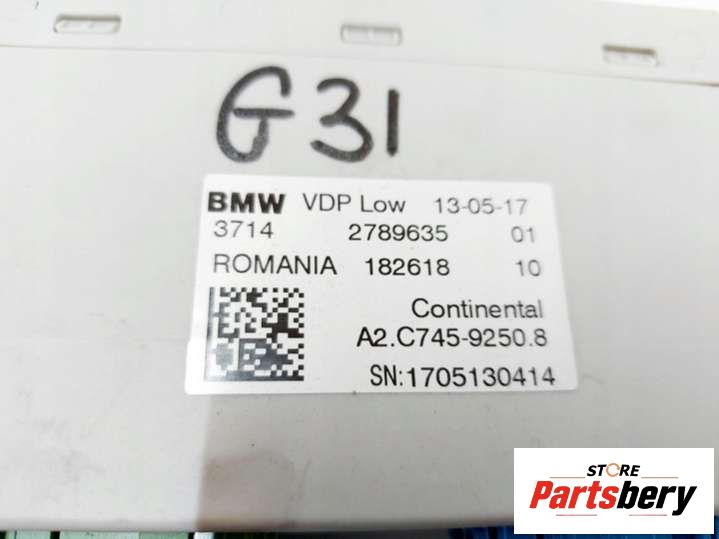 G31
BMW VDP Low 13-05-17
3714 2789635 01
ROMANIA 182618 10
Continental
A2.C745-9250.8
SN:1705130414
STORE
Partsbery